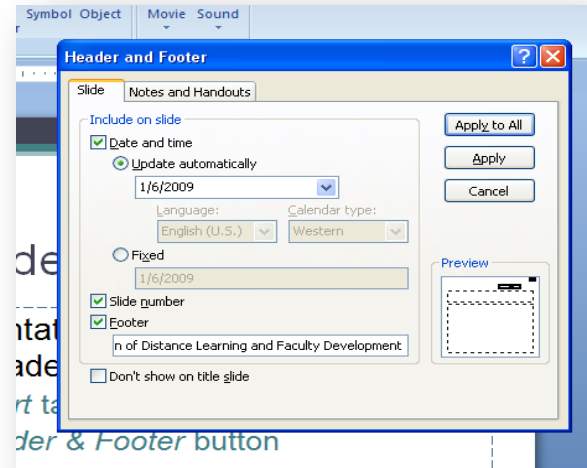 Symbol Object Movie Sound
r
Header and Footer
Slide Notes and Handouts
Include on slide
Date and time
Update automatically
1/6/2009
Language: Calendar type:
English (U.S.) Western
Fixed
1/6/2009
Slide number
Footer
n of Distance Learning and Faculty Development
Don't show on title slide
Apply to All
Apply
Cancel
Preview
de
ntat
ade
rt ta
der & Footer button